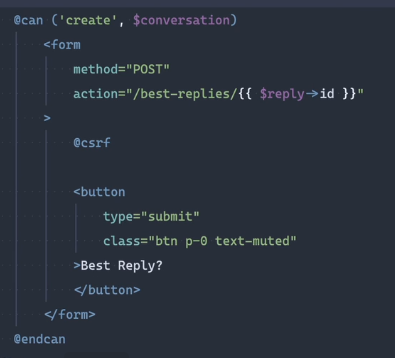 @can ('create', $conversation)
<form
method="POST"
action="/best-replies/{{ $reply->id }}"
>
@csrf
<button
type="submit"
class="btn p-0 text-muted"
>Best Reply?
</button>
</form>
@endcan